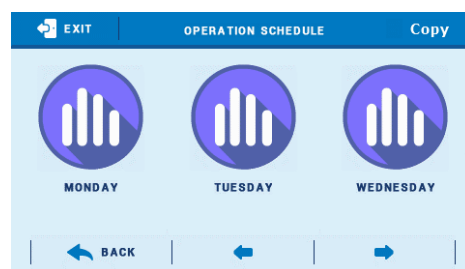 EXIT OPERATION SCHEDULE Copy
MONDAY TUESDAY WEDNESDAY
BACK